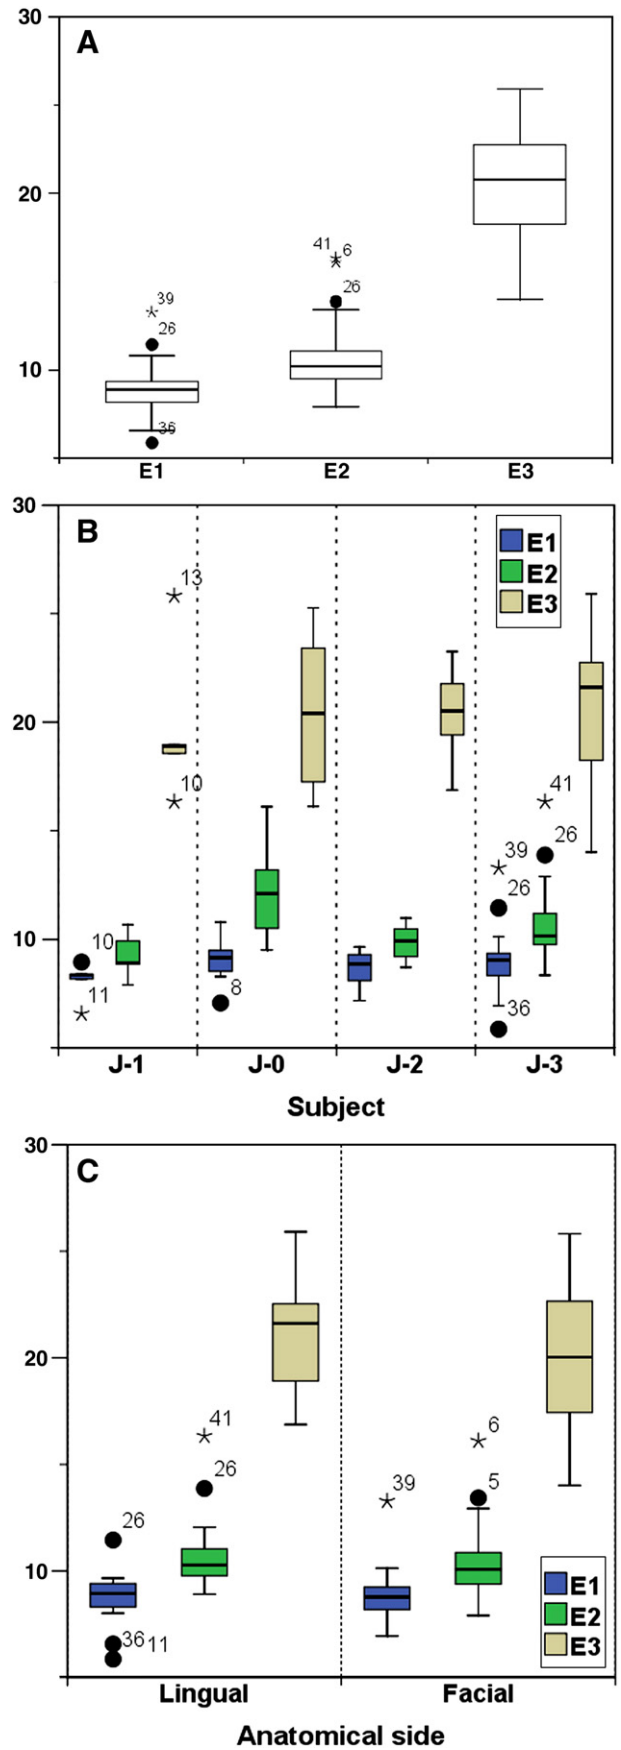 30
A
20
41 6
39
26
26
10
36
E1 E2 E3
30
B
E1
E2
E3
13
20
10
41
39 26
26
10
10
11
8
36
J-1 J-0 J-2 J-3
Subject
30
C
20
41
6
26
39
5
26
10
E1
36 11
E2
E3
Lingual Facial
Anatomical side